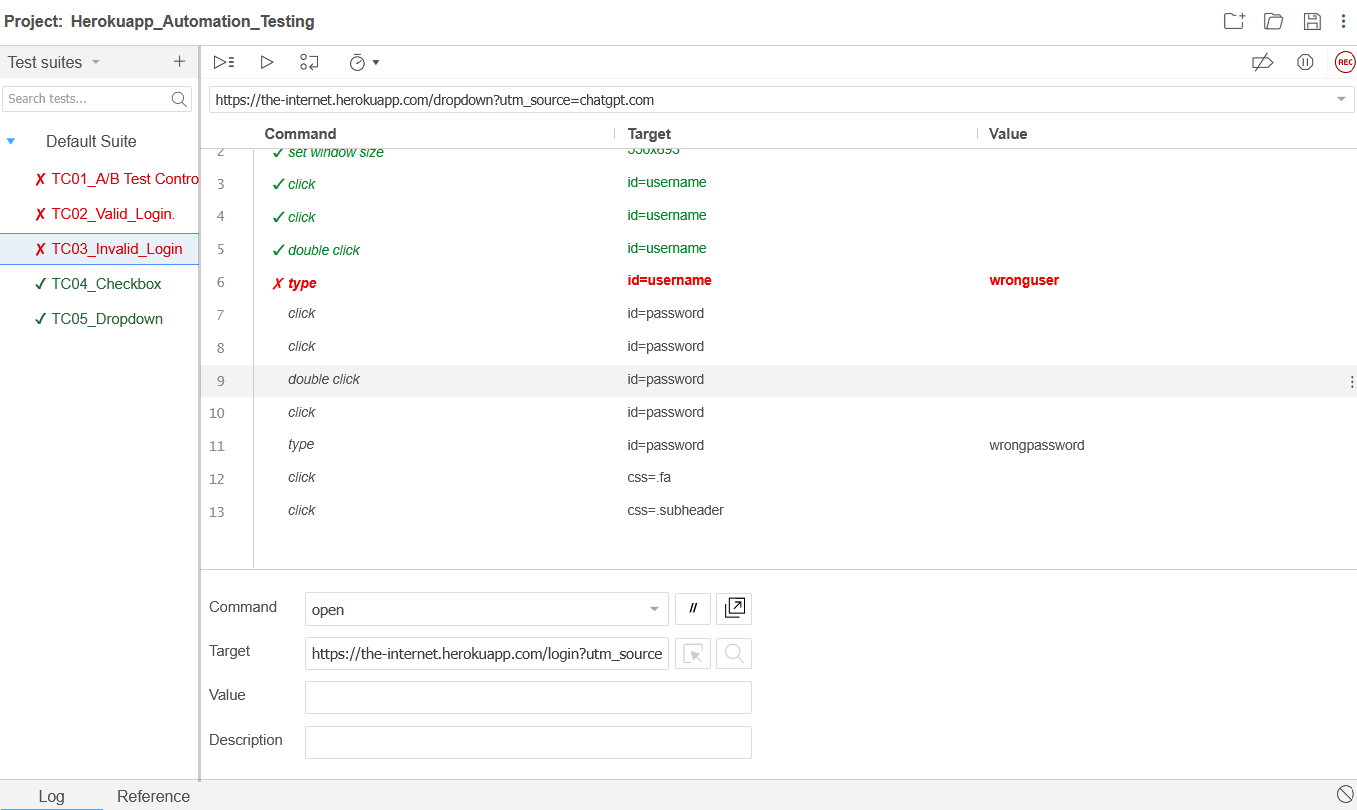 Project: Herokuapp_Automation_Testing
Test suites
REC
Search tests...
https://the-internet.herokuapp.com/dropdown?utm_source=chatgpt.com
Command Target Value
Default Suite
TC01_A/B Test Contro
TC02_Valid_Login.
TC03_Invalid_Login
TC04_Checkbox
TC05_Dropdown
2 set window size 550x693
3 click id=username
4 click id=username
5 double click id=username
6 type id=username wronguser
7 click id=password
8 click id=password
9 double click id=password
10 click id=password
11 type id=password wrongpassword
12 click css=.fa
13 click css=.subheader
Command open //
Target https://the-internet.herokuapp.com/login?utm_source
Value
Description
Log Reference